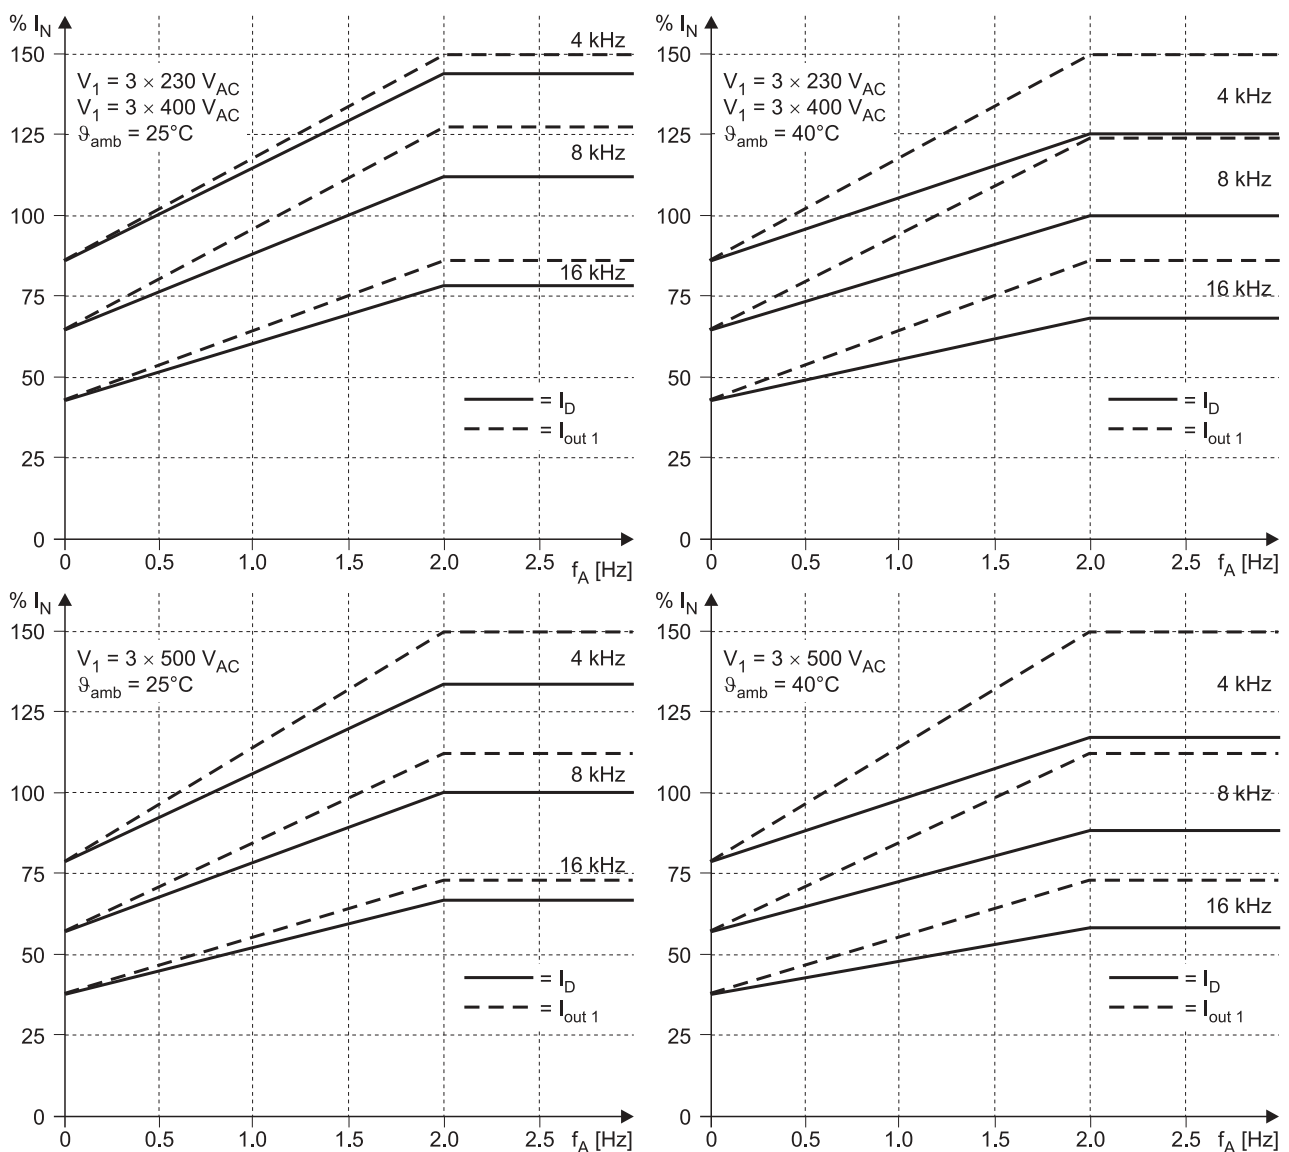 % I_N
150
125
100
75
50
25
0
V_1 = 3 × 230 V_AC
V_1 = 3 × 400 V_AC
ϑ_amb = 25°C
4 kHz
8 kHz
16 kHz
= I_D
= I_out 1
0 0.5 1.0 1.5 2.0 2.5 f_A [Hz]
% I_N
150
125
100
75
50
25
0
V_1 = 3 × 230 V_AC
V_1 = 3 × 400 V_AC
ϑ_amb = 40°C
4 kHz
8 kHz
16 kHz
= I_D
= I_out 1
0 0.5 1.0 1.5 2.0 2.5 f_A [Hz]
% I_N
150
125
100
75
50
25
0
V_1 = 3 × 500 V_AC
ϑ_amb = 25°C
4 kHz
8 kHz
16 kHz
= I_D
= I_out 1
0 0.5 1.0 1.5 2.0 2.5 f_A [Hz]
% I_N
150
125
100
75
50
25
0
V_1 = 3 × 500 V_AC
ϑ_amb = 40°C
4 kHz
8 kHz
16 kHz
= I_D
= I_out 1
0 0.5 1.0 1.5 2.0 2.5 f_A [Hz]